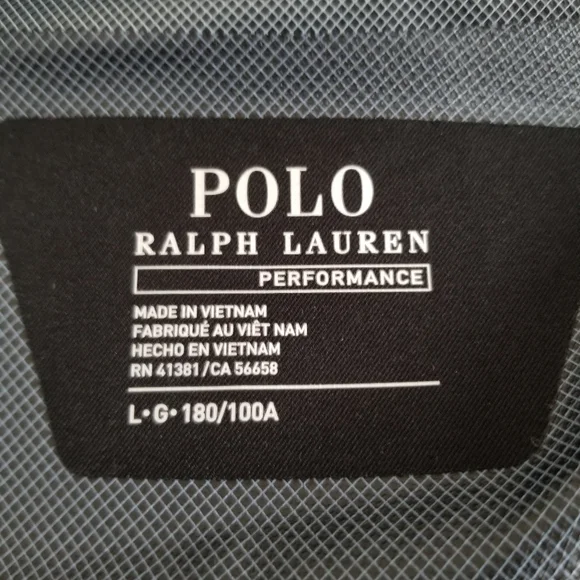 POLO
RALPH LAUREN
PERFORMANCE
MADE IN VIETNAM
FABRIQUÉ AU VIÊT NAM
HECHO EN VIETNAM
RN 41381/CA 56658
L•G•180/100A